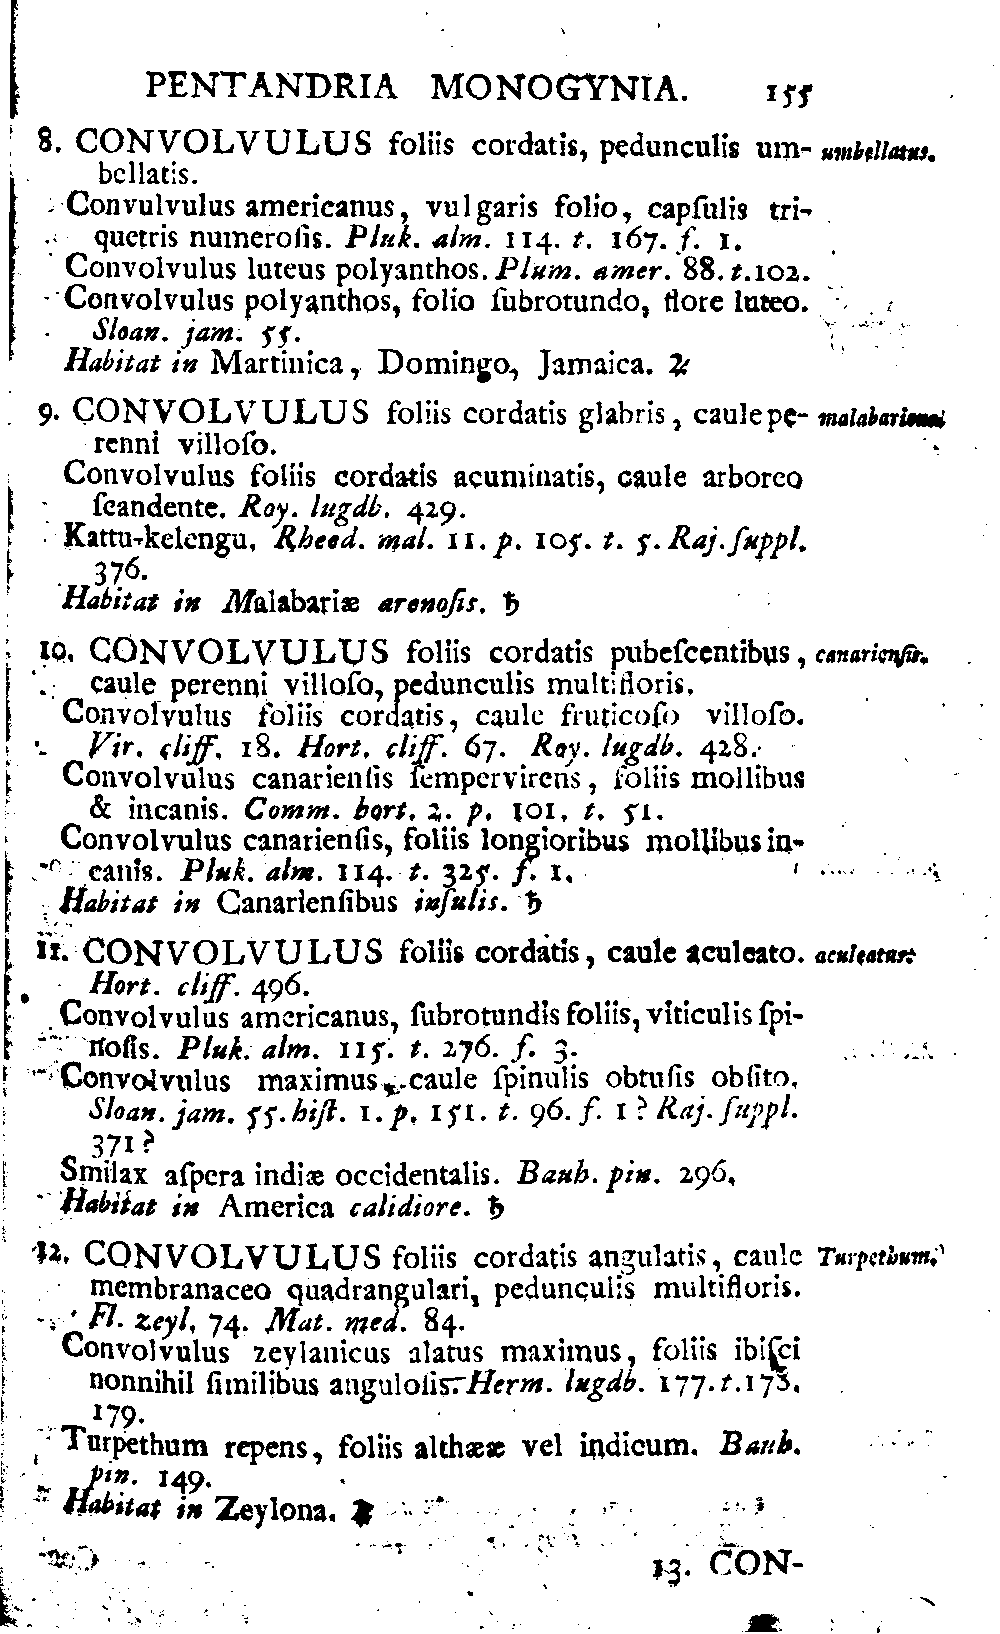 PENTANDRIA MONOGYNIA. 155
8. CONVOLVULUS foliis cordatis, pedunculis um- umbellatus.
bellatis.
Convulvulus americanus, vulgaris folio, capſulis tri-
quetris numeroſis. Pluk. alm. 114. t. 167. f. 1.
Convolvulus luteus polyanthos. Plum. amer. 88. t. 102.
Convolvulus polyanthos, folio ſubrotundo, flore luteo.
Sloan. jam. 55.
Habitat in Martinica, Domingo, Jamaica. ♃
9. CONVOLVULUS foliis cordatis glabris, caule pe- malabaricus
renni villoſo.
Convolvulus foliis cordatis acuminatis, caule arboreo
ſcandente. Roy. lugdb. 429.
Kattu-kelengu. Rheed. mal. 11. p. 105. t. 5. Raj. ſuppl.
376.
Habitat in Malabariæ arenoſis. ♄
10. CONVOLVULUS foliis cordatis pubeſcentibus, canarienſis.
caule perenni villoſo, pedunculis multifloris.
Convolvulus foliis cordatis, caule fruticoſo villoſo.
Vir. cliff. 18. Hort. cliff. 67. Roy. lugdb. 428.
Convolvulus canarienſis ſempervirens, foliis mollibus
& incanis. Comm. hort. 2. p. 101. t. 51.
Convolvulus canarienſis, foliis longioribus mollibus in-
canis. Pluk. alm. 114. t. 325. f. 1.
Habitat in Canarienſibus inſulis. ♄
11. CONVOLVULUS foliis cordatis, caule aculeato. aculeatus.
Hort. cliff. 496.
Convolvulus americanus, ſubrotundis foliis, viticulis ſpi-
noſis. Pluk. alm. 115. t. 276. f. 3.
Convolvulus maximus, caule ſpinulis obtuſis obſito.
Sloan. jam. 55. hiſt. 1. p. 151. t. 96. f. 1 ? Raj. ſuppl.
371 ?
Smilax aſpera indiæ occidentalis. Bauh. pin. 296.
Habitat in America calidiore. ♄
12. CONVOLVULUS foliis cordatis angulatis, caule Turpethum.
membranaceo quadrangulari, pedunculis multifloris.
Fl. zeyl. 74. Mat. med. 84.
Convolvulus zeylanicus alatus maximus, foliis ibiſci
nonnihil ſimilibus anguloſis. Herm. lugdb. 177. t. 178.
179.
Turpethum repens, foliis althææ vel indicum. Bauh.
pin. 149.
Habitat in Zeylona. ♃
13. CON-